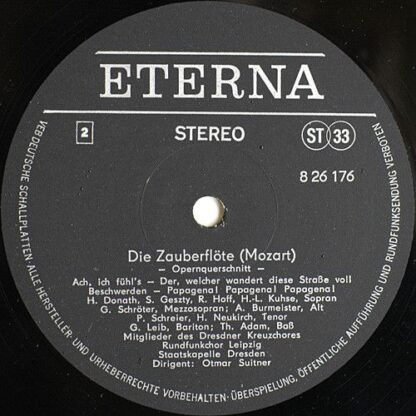 ETERNA
2
STEREO
ST 33
8 26 176
Die Zauberflöte (Mozart)
– Opernquerschnitt –
Ach, ich fühl's – Der, welcher wandert diese Straße voll
Beschwerden – Papagena! Papagena! Papagena!
H. Donath, S. Geszty, R. Hoff, H.-L. Kuhse, Sopran
G. Schröter, Mezzosopran; A. Burmeister, Alt
P. Schreier, H. Neukirch, Tenor
G. Leib, Bariton; Th. Adam, Baß
Mitglieder des Dresdner Kreuzchores
Rundfunkchor Leipzig
Staatskapelle Dresden
Dirigent: Otmar Suitner
VEB DEUTSCHE SCHALLPLATTEN · ALLE HERSTELLER- UND URHEBERRECHTE VORBEHALTEN · ÜBERSPIELUNG, ÖFFENTLICHE AUFFÜHRUNG UND RUNDFUNKSENDUNG VERBOTEN